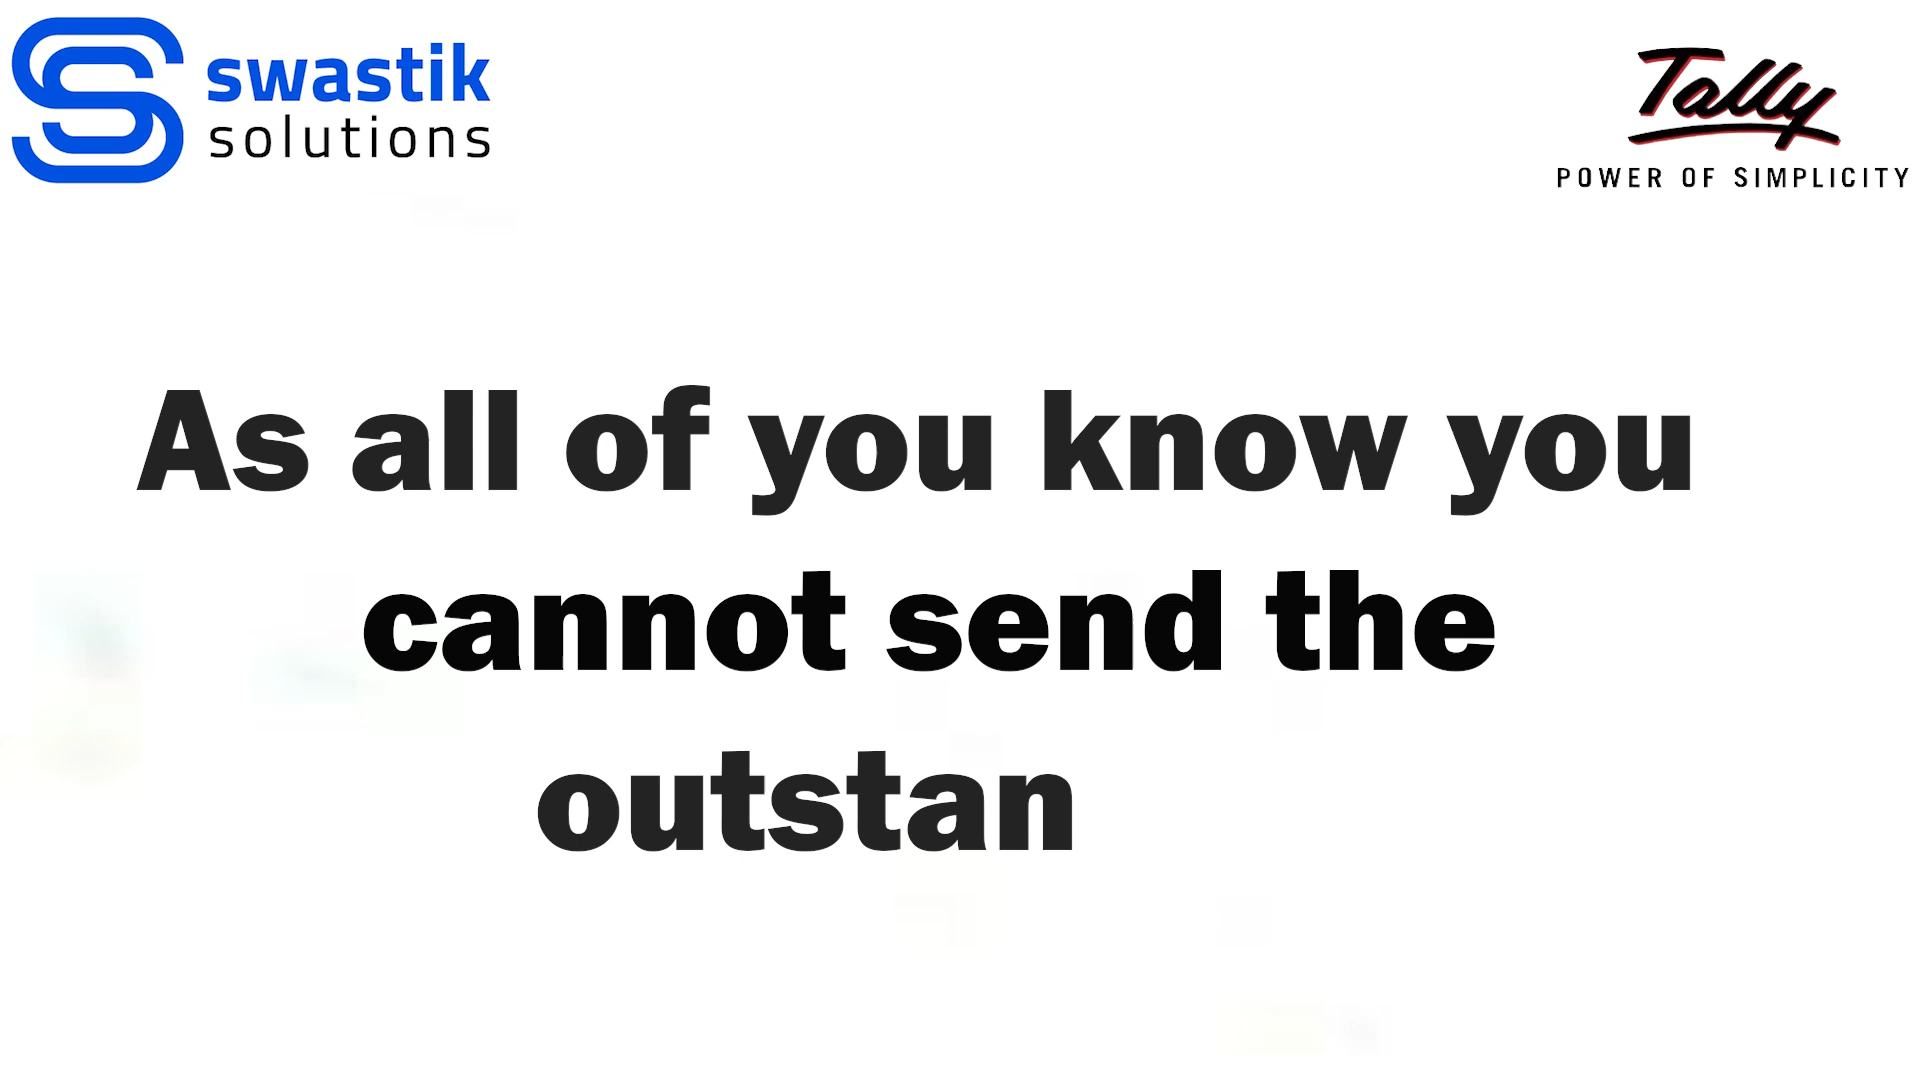 swastik
solutions
Tally
POWER OF SIMPLICITY
As all of you know you
cannot send the
outstan